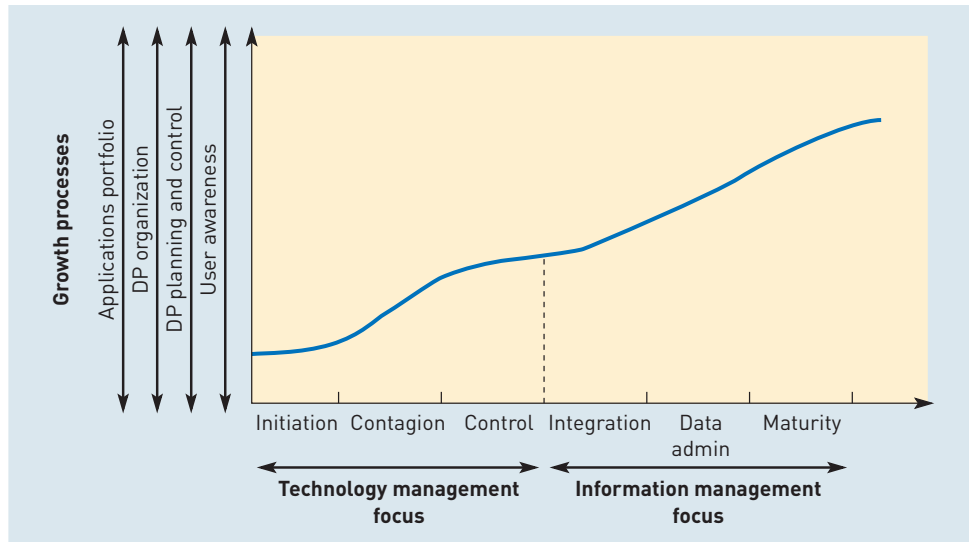 Growth processes
Applications portfolio
DP organization
DP planning and control
User awareness
Initiation Contagion Control Integration Data Maturity
admin
Technology management Information management
focus focus